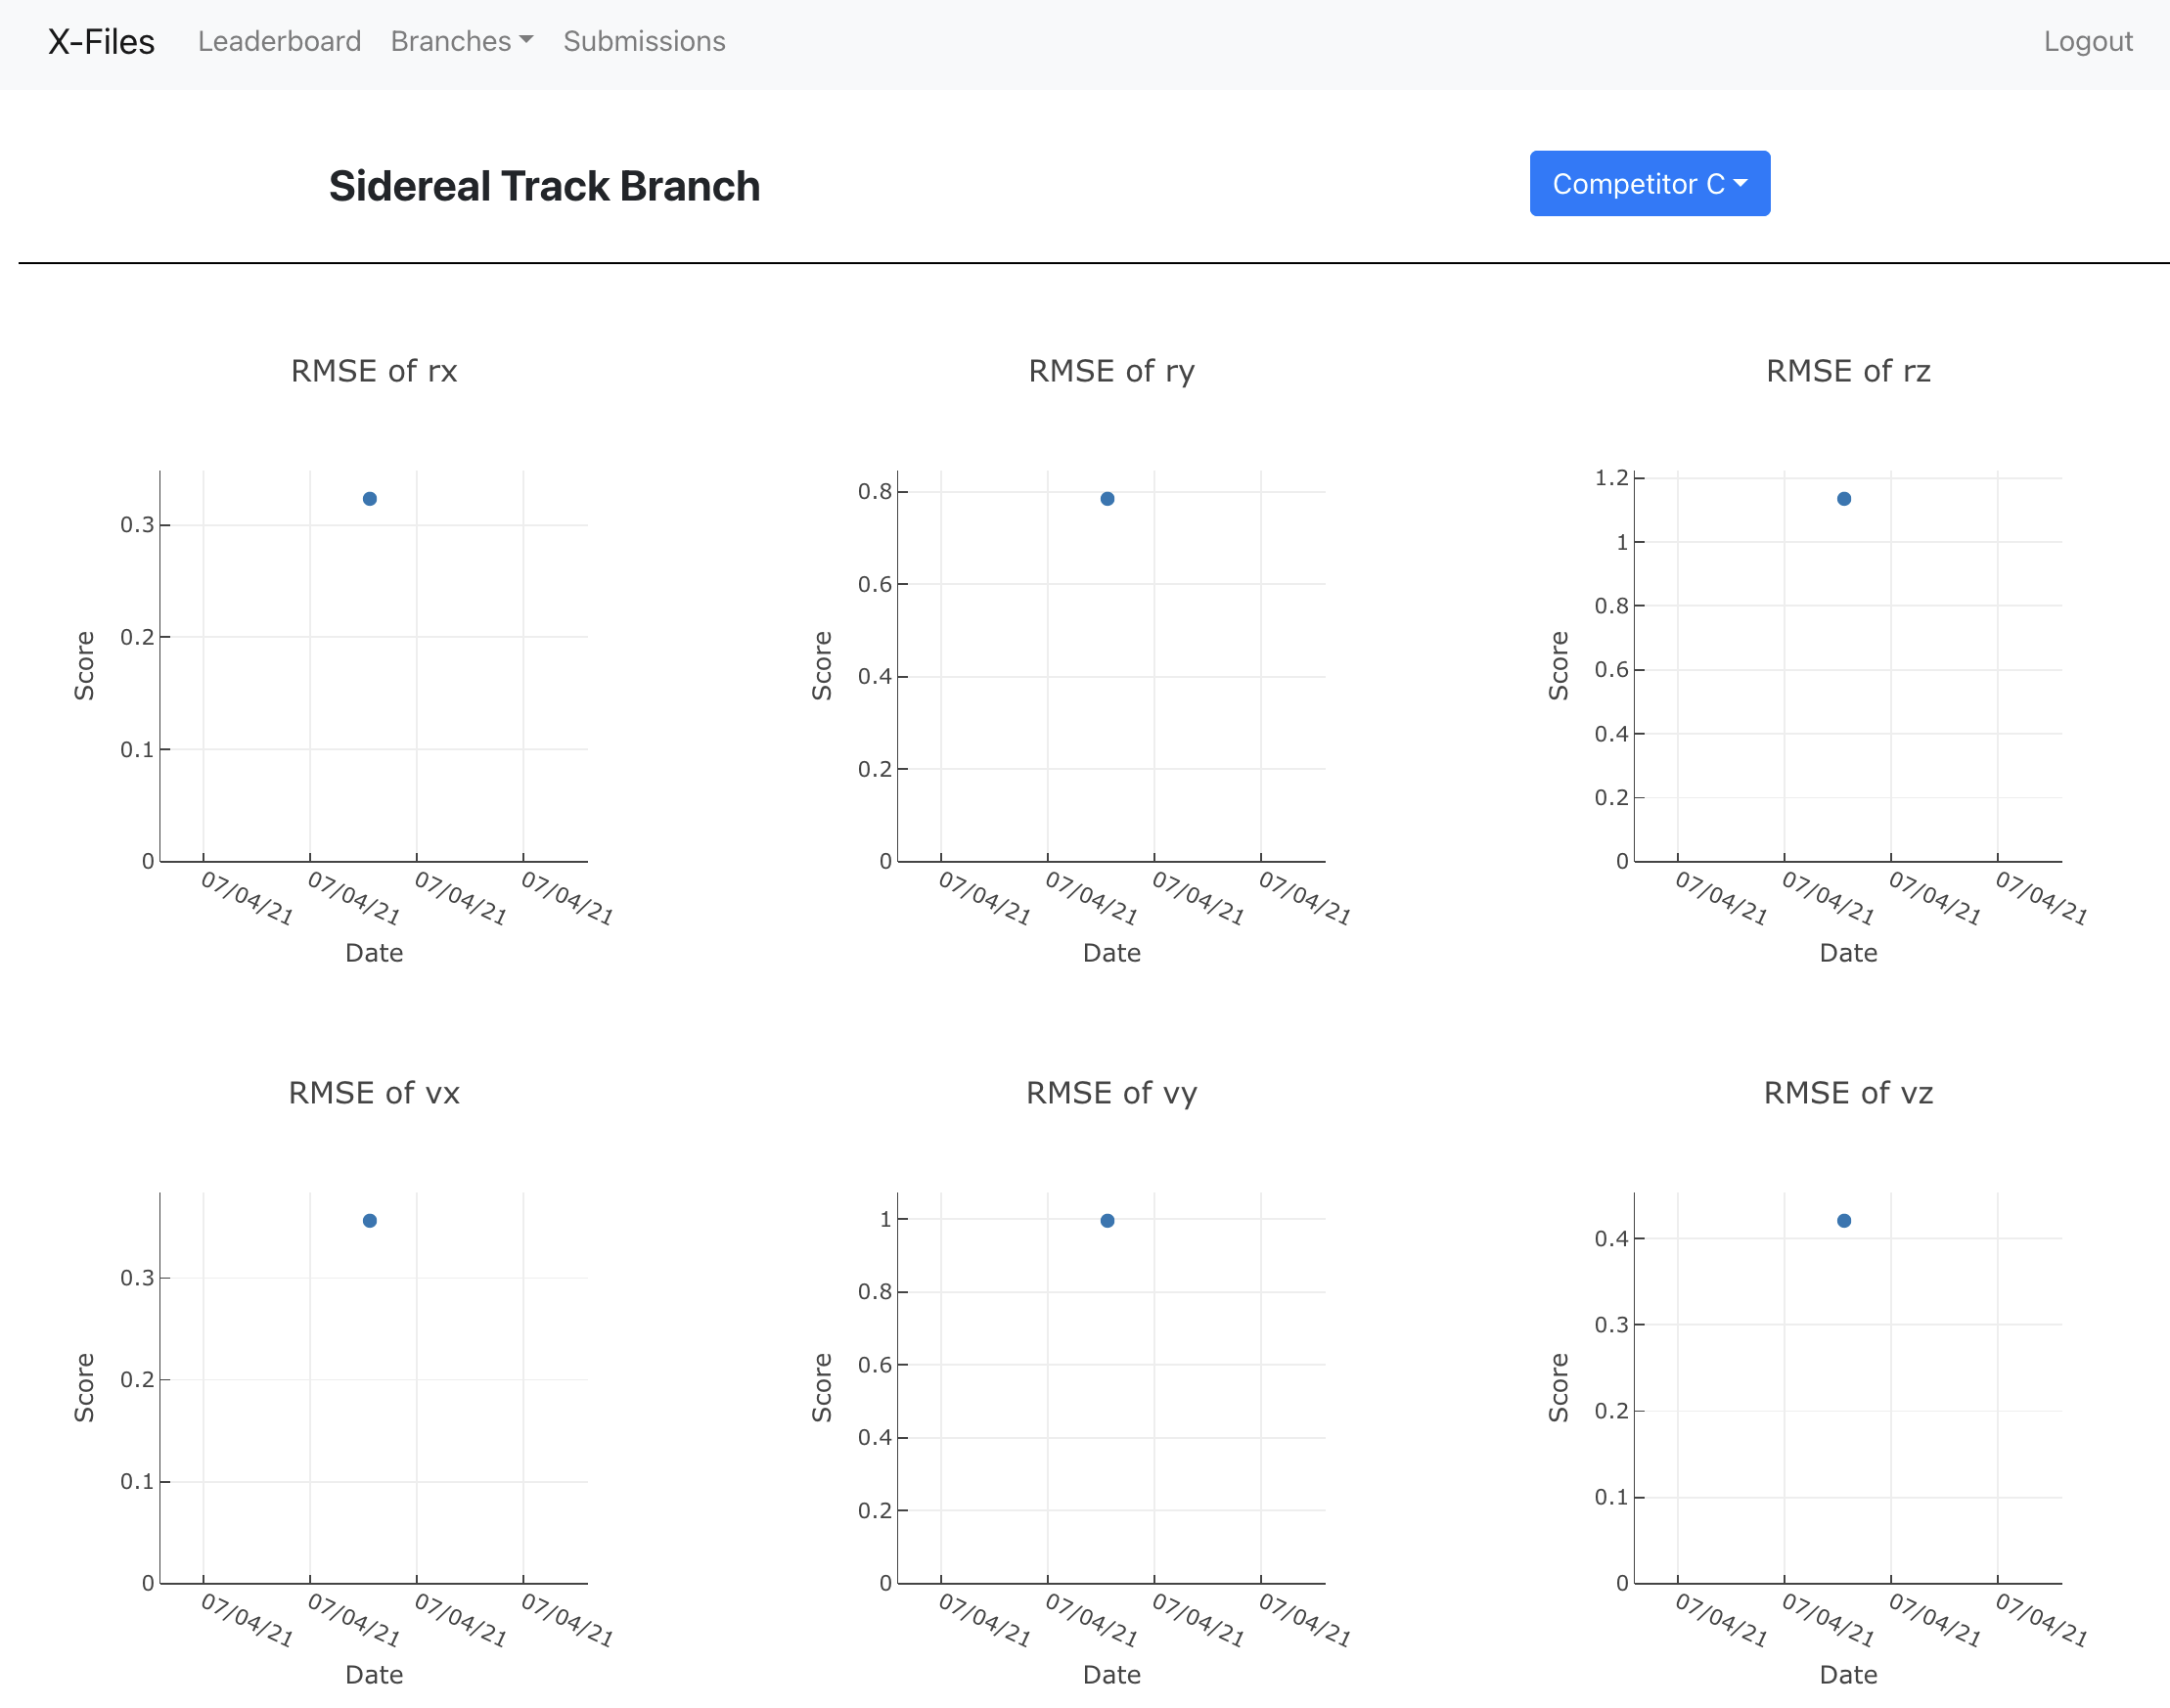 X-Files Leaderboard Branches Submissions Logout
Sidereal Track Branch Competitor C
RMSE of rx
0.3
0.2
0.1
0
Score
07/04/21 07/04/21 07/04/21 07/04/21
Date
RMSE of ry
0.8
0.6
0.4
0.2
0
Score
07/04/21 07/04/21 07/04/21 07/04/21
Date
RMSE of rz
1.2
1
0.8
0.6
0.4
0.2
0
Score
07/04/21 07/04/21 07/04/21 07/04/21
Date
RMSE of vx
0.3
0.2
0.1
0
Score
07/04/21 07/04/21 07/04/21 07/04/21
Date
RMSE of vy
1
0.8
0.6
0.4
0.2
0
Score
07/04/21 07/04/21 07/04/21 07/04/21
Date
RMSE of vz
0.4
0.3
0.2
0.1
0
Score
07/04/21 07/04/21 07/04/21 07/04/21
Date